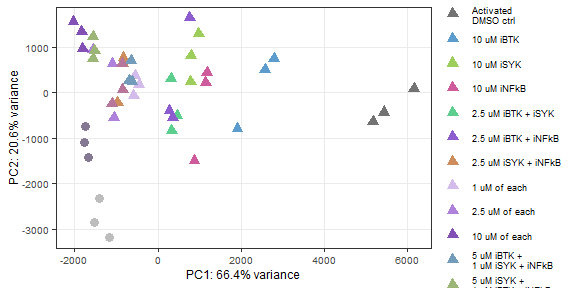 Activated
DMSO ctrl
10 uM iBTK
10 uM iSYK
10 uM iNFkB
2.5 uM iBTK + iSYK
2.5 uM iBTK + iNFkB
2.5 uM iSYK + iNFkB
1 uM of each
2.5 uM of each
10 uM of each
5 uM iBTK +
1 uM iSYK + iNFkB
5 uM iSYK +
PC2: 20.6% variance
1000
0
-1000
-2000
-3000
-2000
0
2000
4000
6000
PC1: 66.4% variance